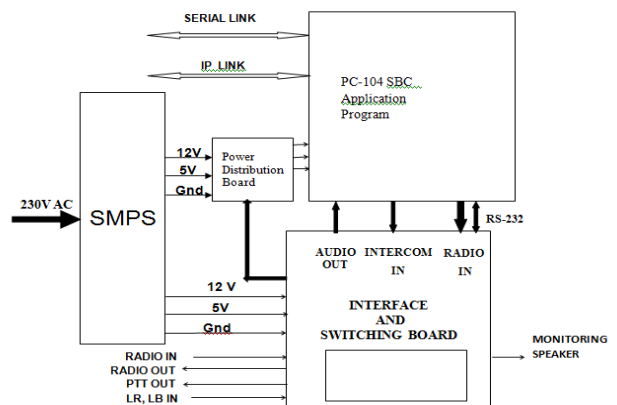 SERIAL LINK
IP LINK
PC-104 SBC
Application
Program
12V
5V
Gnd
Power
Distribution
Board
230V AC
SMPS
RS-232
AUDIO
OUT
INTERCOM
IN
RADIO
IN
12 V
5V
Gnd
INTERFACE
AND
SWITCHING BOARD
MONITORING
SPEAKER
RADIO IN
RADIO OUT
PTT OUT
LR, LB IN